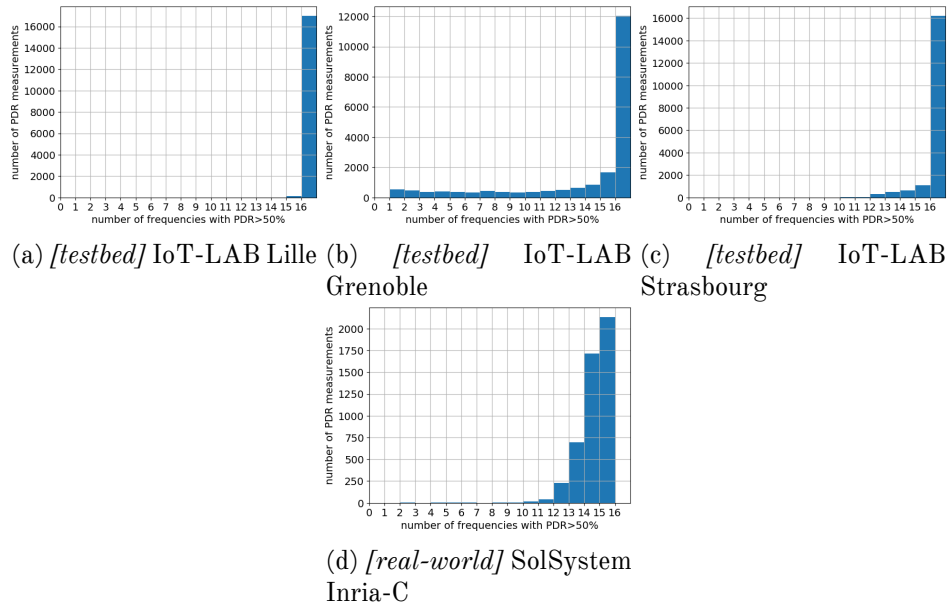 16000
14000
12000
10000
8000
6000
4000
2000
0
number of PDR measurements
0 1 2 3 4 5 6 7 8 9 10 11 12 13 14 15 16
number of frequencies with PDR>50%
(a) [testbed] IoT-LAB Lille
12000
10000
8000
6000
4000
2000
0
number of PDR measurements
0 1 2 3 4 5 6 7 8 9 10 11 12 13 14 15 16
number of frequencies with PDR>50%
(b) [testbed] IoT-LAB
Grenoble
16000
14000
12000
10000
8000
6000
4000
2000
0
number of PDR measurements
0 1 2 3 4 5 6 7 8 9 10 11 12 13 14 15 16
number of frequencies with PDR>50%
(c) [testbed] IoT-LAB
Strasbourg
2000
1750
1500
1250
1000
750
500
250
0
number of PDR measurements
0 1 2 3 4 5 6 7 8 9 10 11 12 13 14 15 16
number of frequencies with PDR>50%
(d) [real-world] SolSystem
Inria-C